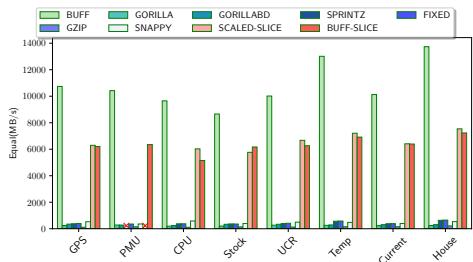 BUFF GORILLA GORILLABD SPRINTZ FIXED
GZIP SNAPPY SCALED-SLICE BUFF-SLICE
Equal(MB/s)
14000
12000
10000
8000
6000
4000
2000
0
GPS PMU CPU Stock UCR Temp Current House